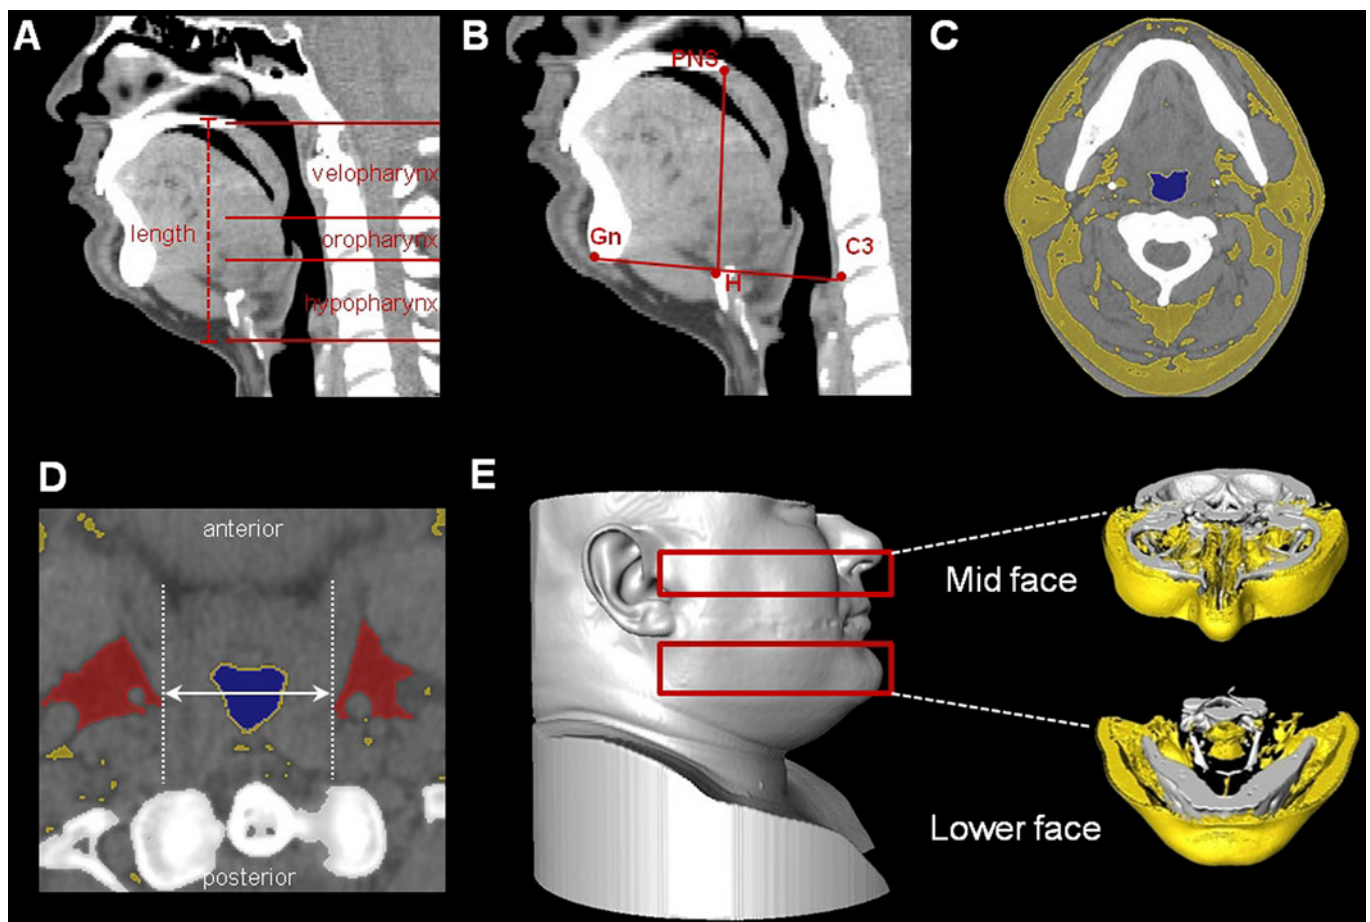 A
velopharynx
length
oropharynx
hypopharynx
B
PNS
Gn
C3
H
C
D
anterior
posterior
E
Mid face
Lower face